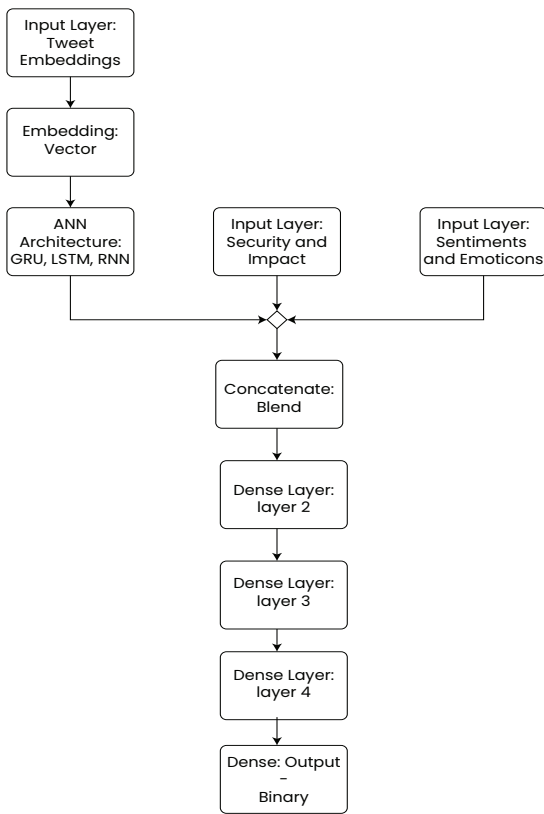 Input Layer:
Tweet
Embeddings
Embedding:
Vector
ANN
Architecture:
GRU, LSTM, RNN
Input Layer:
Security and
Impact
Input Layer:
Sentiments
and Emoticons
Concatenate:
Blend
Dense Layer:
layer 2
Dense Layer:
layer 3
Dense Layer:
layer 4
Dense: Output
-
Binary